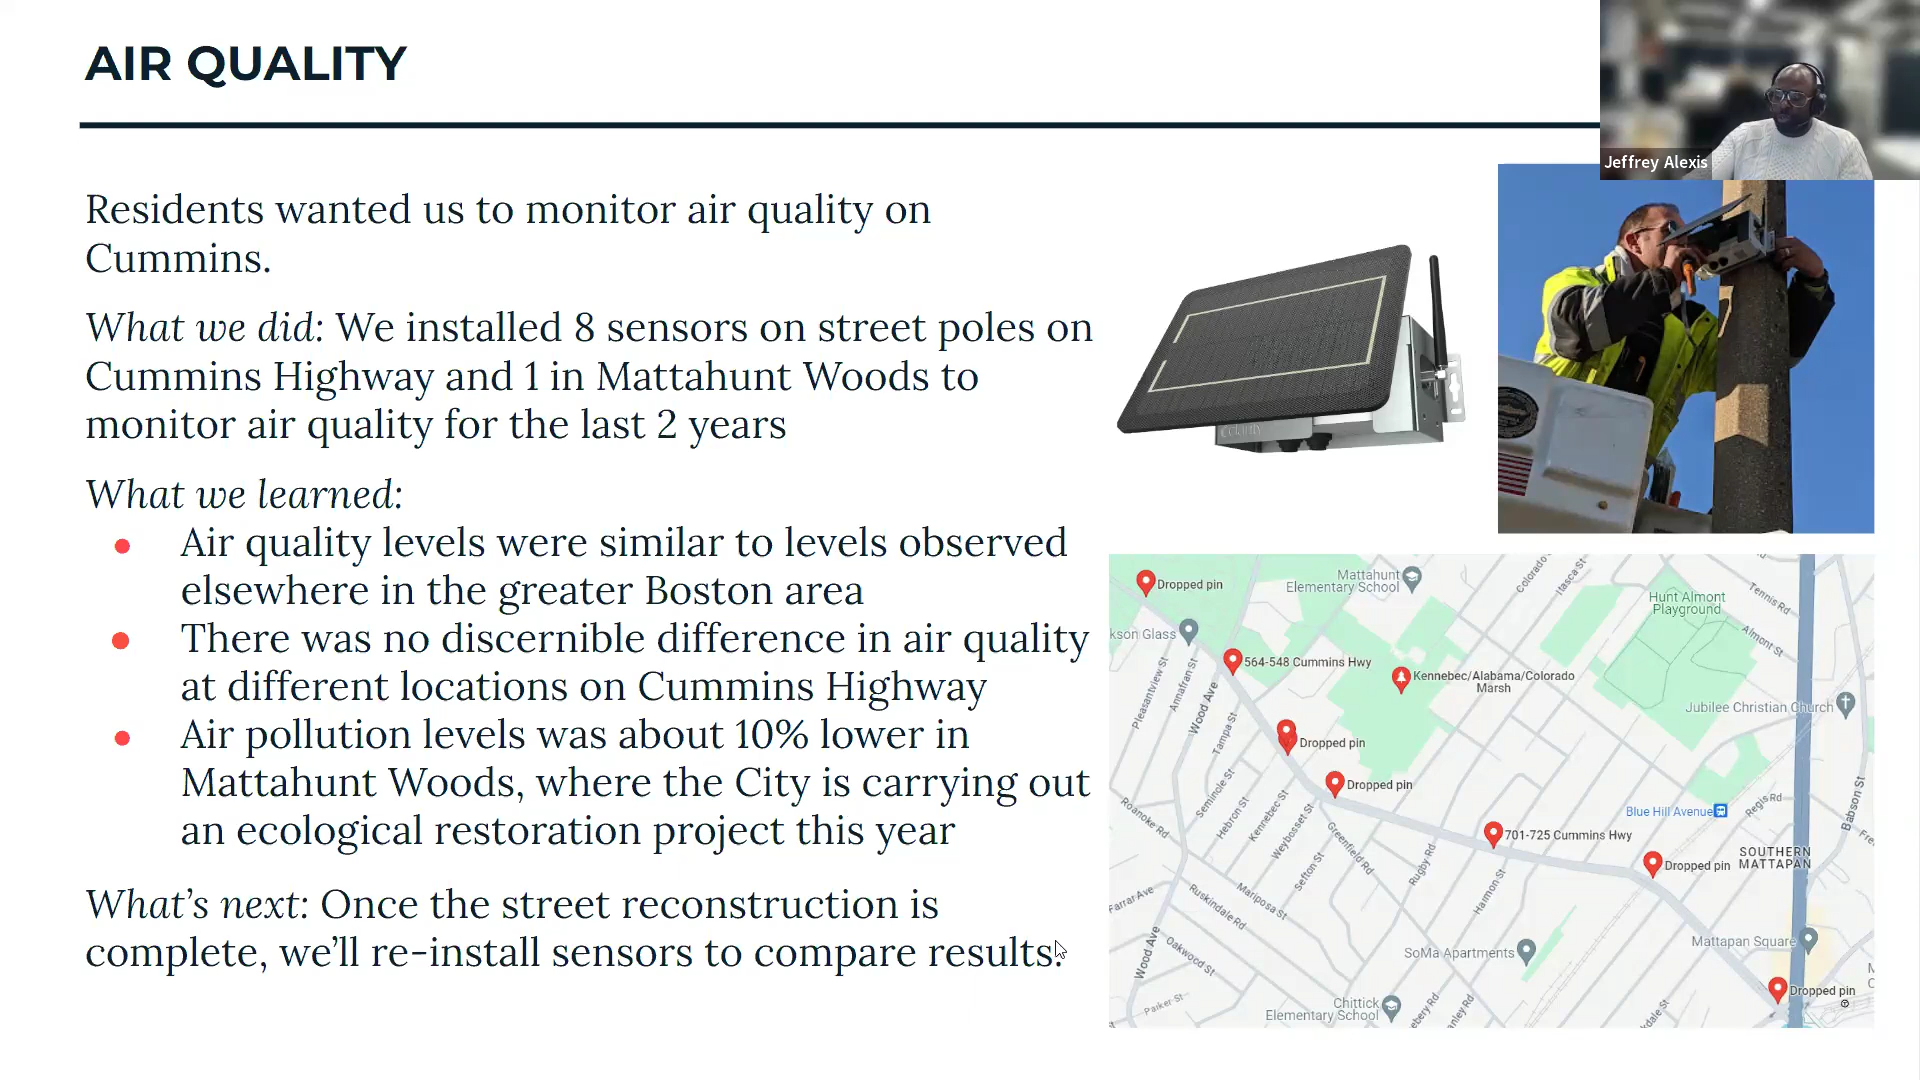 AIR QUALITY
Jeffrey Alexis
Residents wanted us to monitor air quality on
Cummins.
What we did: We installed 8 sensors on street poles on
Cummins Highway and 1 in Mattahunt Woods to
monitor air quality for the last 2 years
What we learned:
● Air quality levels were similar to levels observed
elsewhere in the greater Boston area
● There was no discernible difference in air quality
at different locations on Cummins Highway
● Air pollution levels was about 10% lower in
Mattahunt Woods, where the City is carrying out
an ecological restoration project this year
What's next: Once the street reconstruction is
complete, we'll re-install sensors to compare results.
Clarity
Dropped pin
Mattahunt
Elementary School
Colorado
Itasca St
Hunt Almont
Playground
Tennis Rd
Almont St
kson Glass
564-548 Cummins Hwy
Kennebec/Alabama/Colorado
Marsh
Jubilee Christian Church
Pleasantview St
Annafran St
Wood Ave
Tampa St
Dropped pin
Dropped pin
Seminole St
Hebron St
Kennebec St
Weybosset St
Roanoke Rd
Greenfield Rd
Blue Hill Avenue
Regis Rd
Babson St
Fre
701-725 Cummins Hwy
SOUTHERN
MATTAPAN
Dropped pin
Sefton St
Rugby Rd
Harmon St
Farrar Ave
Ruskindale Rd
Mariposa St
Wood Ave
Oakwood St
SoMa Apartments
Mattapan Square
Parker St
Chittick
Elementary School
ebery Rd
anley Rd
kdale St
Dropped pin
M
C